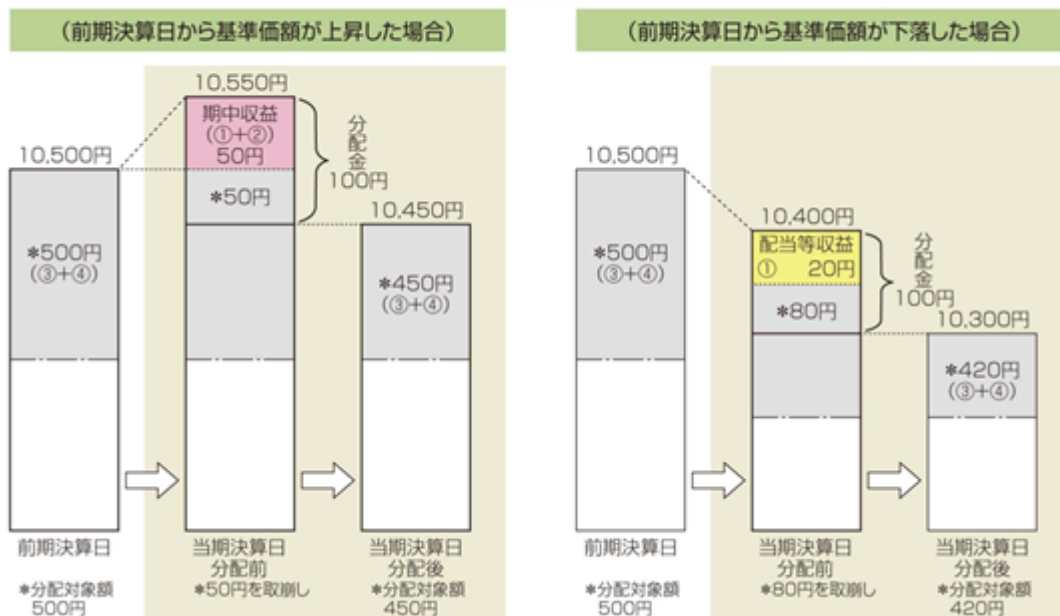 (前期決算日から基準価額が上昇した場合)
10,550円
期中収益
(①+②)
50円
分配金
100円
10,500円
*50円
10,450円
*500円
(③+④)
*450円
(③+④)
前期決算日
当期決算日
分配前
当期決算日
分配後
*分配対象額
500円
*50円を取崩し
*分配対象額
450円
(前期決算日から基準価額が下落した場合)
10,500円
10,400円
配当等収益
① 20円
分配金
100円
*500円
(③+④)
*80円
10,300円
*420円
(③+④)
前期決算日
当期決算日
分配前
当期決算日
分配後
*分配対象額
500円
*80円を取崩し
*分配対象額
420円